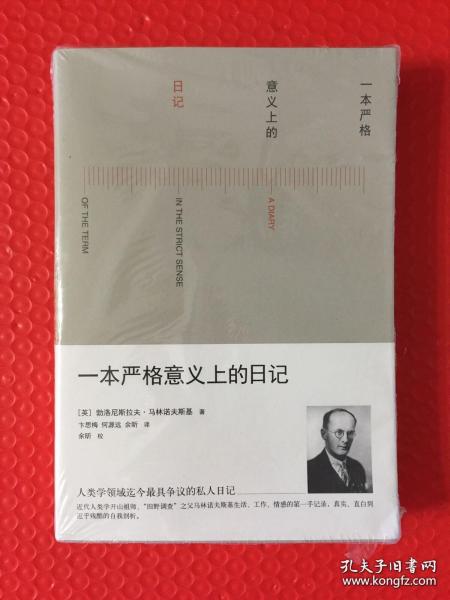 一本严格
意义上的
日记
A DIARY
IN THE STRICT SENSE
OF THE TERM
一本严格意义上的日记
[英] 勃洛尼斯拉夫·马林诺夫斯基 著
卞思梅 何源远 余昕 译
余昕 校
人类学领域迄今最具争议的私人日记
近代人类学开山祖师、“田野调查”之父马林诺夫斯基生活、工作、情感的第一手记录，真实、直白到
近乎残酷的自我剖析。
孔夫子旧书网
www.kongfz.com